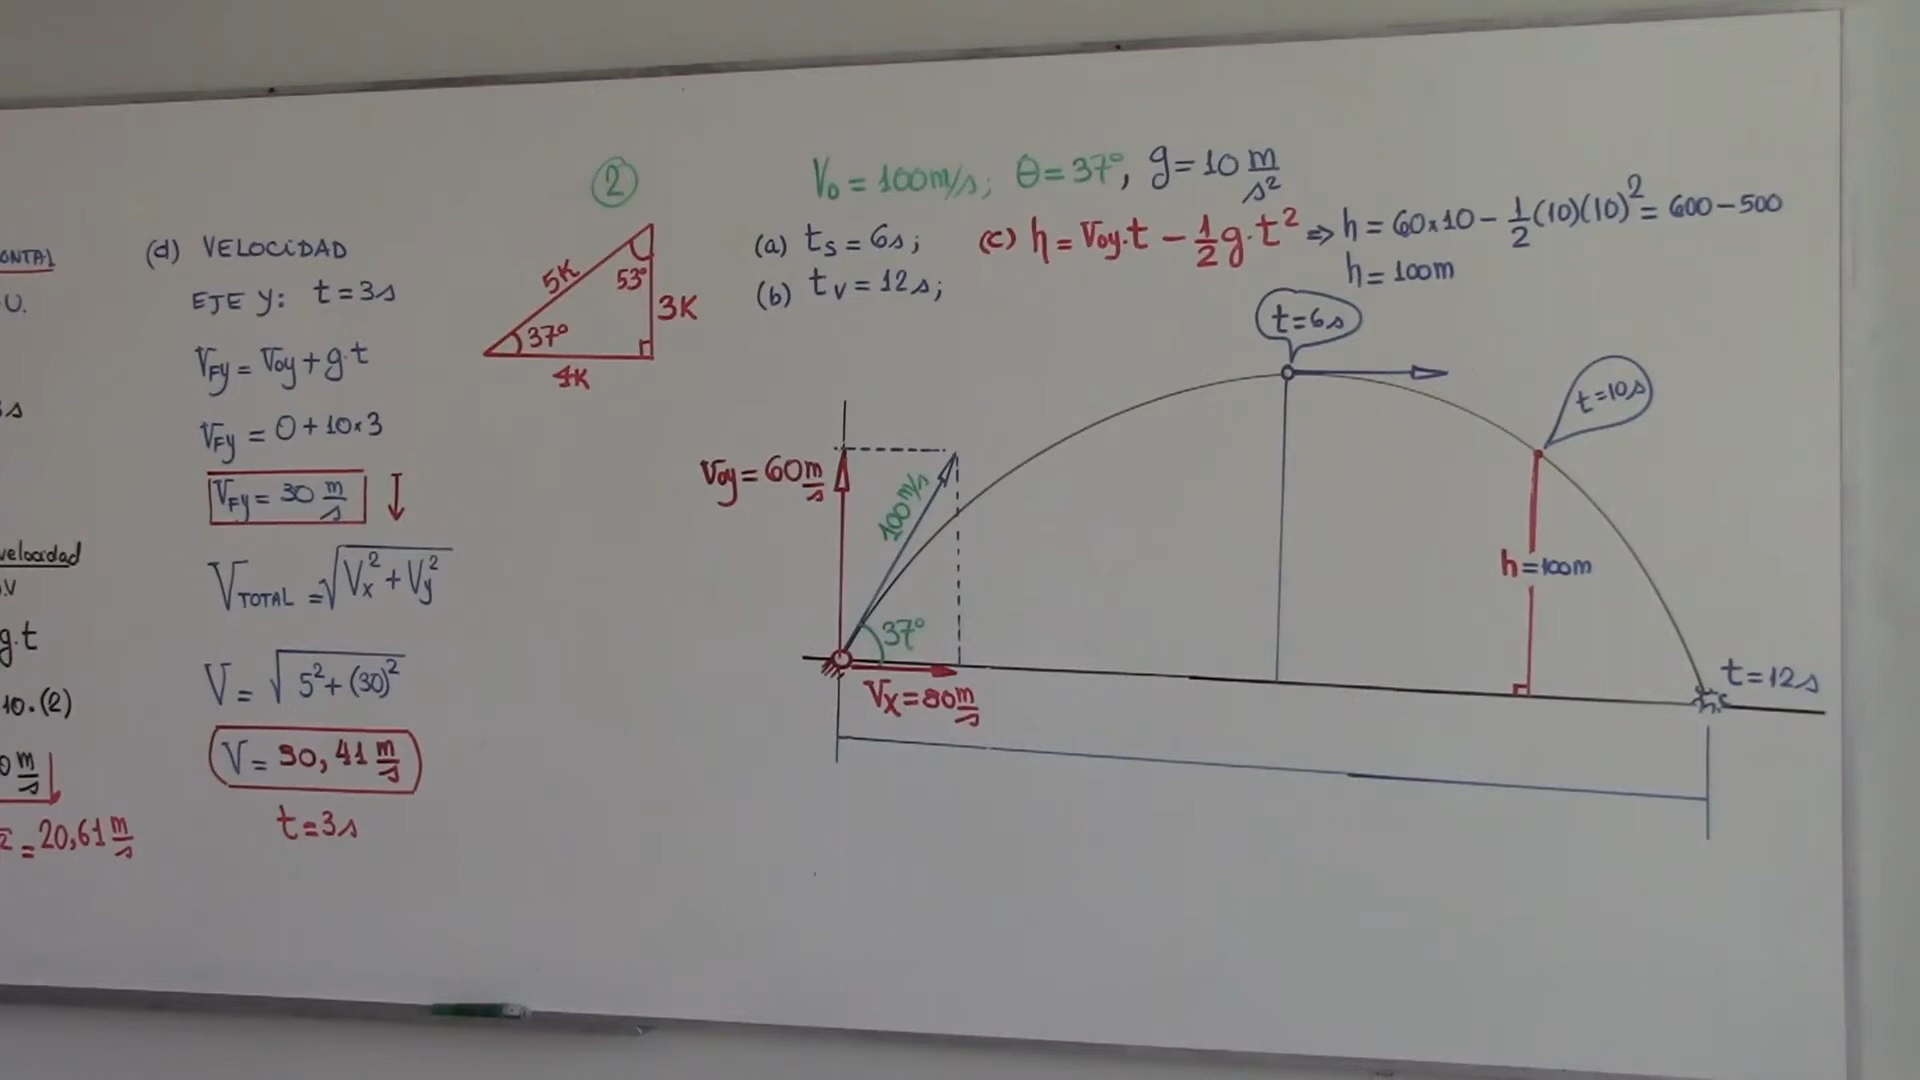 ONTAL
U.
s
velocidad
.V
g.t
10.(2)
0 m/s
2 = 20,61 m/s
(d) VELOCIDAD
EJE Y: t = 3s
VFy = Voy + g.t
VFy = 0 + 10×3
VFy = 30 m/s ↓
VTOTAL = √Vx² + Vy²
V = √5² + (30)²
V = 30,41 m/s
t = 3s
2
5K
53°
3K
37°
4K
V₀ = 100m/s; θ = 37°, g = 10 m/s²
(a) ts = 6s; (c) h = Voy.t − 1/2 g.t² ⇒ h = 60×10 − 1/2 (10)(10)² = 600 − 500
(b) tv = 12s;
h = 100m
t = 6s
t = 10s
Voy = 60 m/s
100 m/s
h = 100m
37°
Vx = 80 m/s
t = 12s